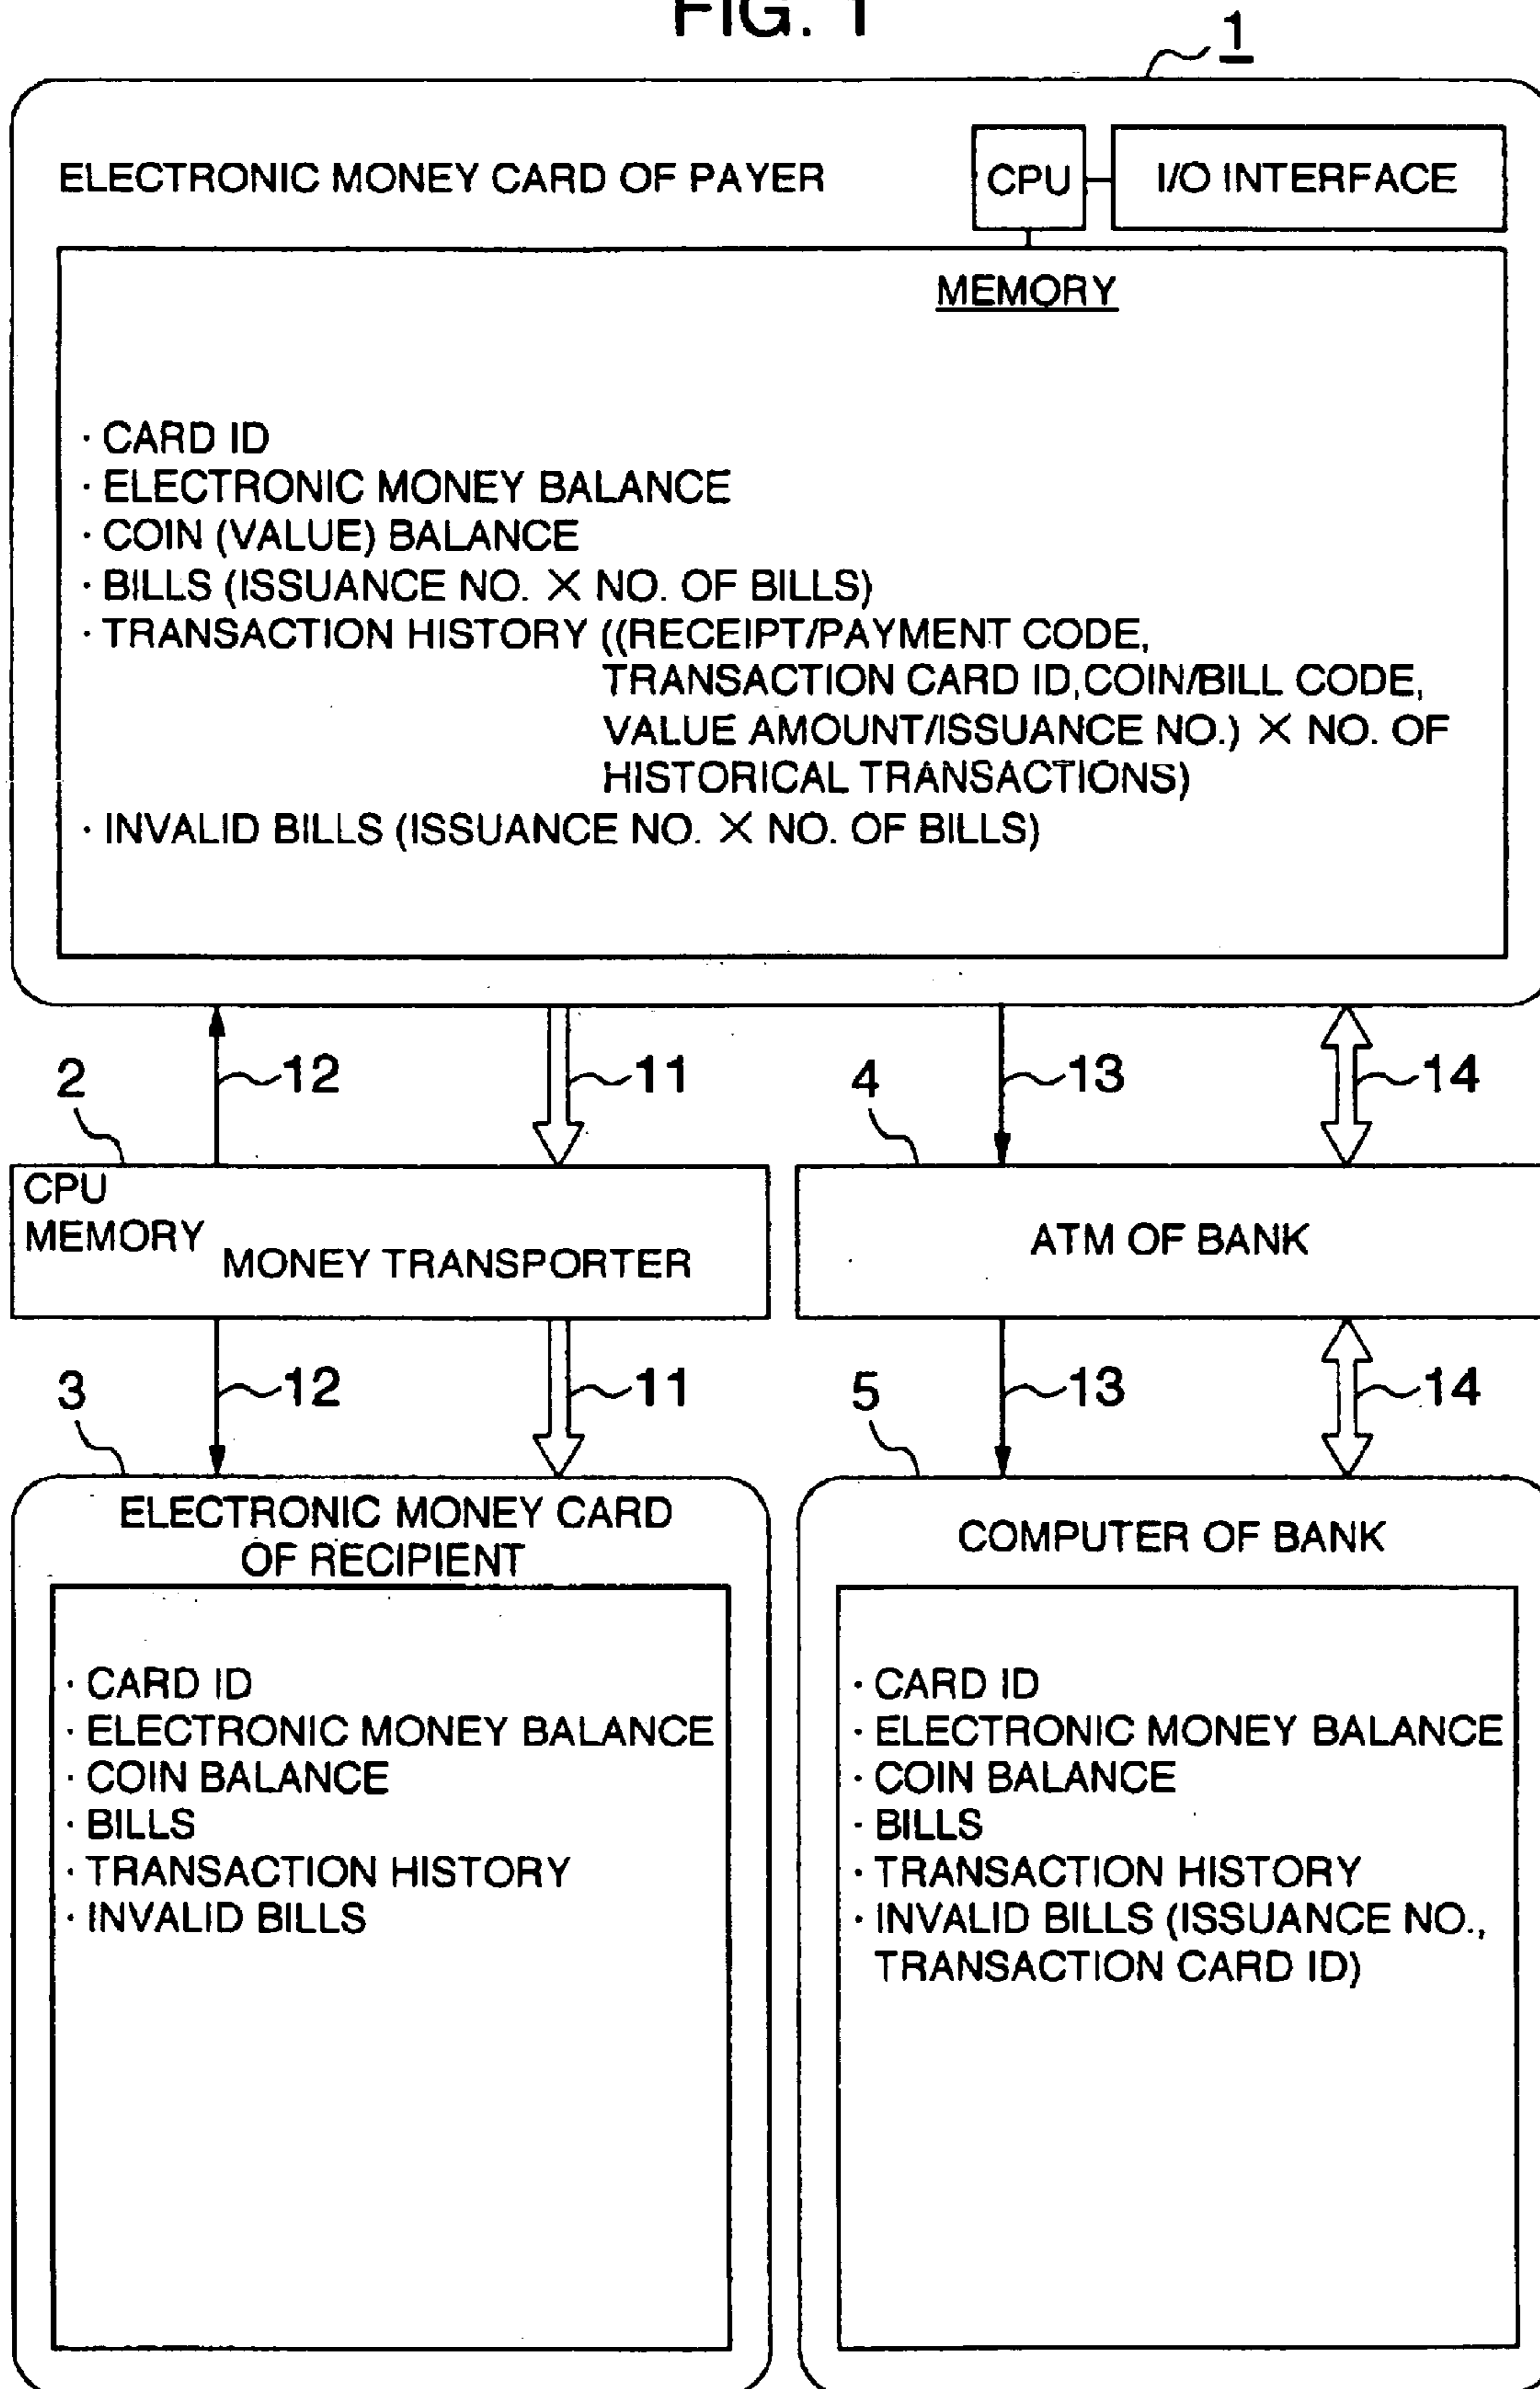 FIG. 1
1
ELECTRONIC MONEY CARD OF PAYER
CPU
I/O INTERFACE
MEMORY
· CARD ID
· ELECTRONIC MONEY BALANCE
· COIN (VALUE) BALANCE
· BILLS (ISSUANCE NO. X NO. OF BILLS)
· TRANSACTION HISTORY ((RECEIPT/PAYMENT CODE,
TRANSACTION CARD ID,COIN/BILL CODE,
VALUE AMOUNT/ISSUANCE NO.) X NO. OF
HISTORICAL TRANSACTIONS)
· INVALID BILLS (ISSUANCE NO. X NO. OF BILLS)
2
12
11
4
13
14
CPU
MEMORY
MONEY TRANSPORTER
ATM OF BANK
3
12
11
5
13
14
ELECTRONIC MONEY CARD
OF RECIPIENT
· CARD ID
· ELECTRONIC MONEY BALANCE
· COIN BALANCE
· BILLS
· TRANSACTION HISTORY
· INVALID BILLS
COMPUTER OF BANK
· CARD ID
· ELECTRONIC MONEY BALANCE
· COIN BALANCE
· BILLS
· TRANSACTION HISTORY
· INVALID BILLS (ISSUANCE NO.,
TRANSACTION CARD ID)